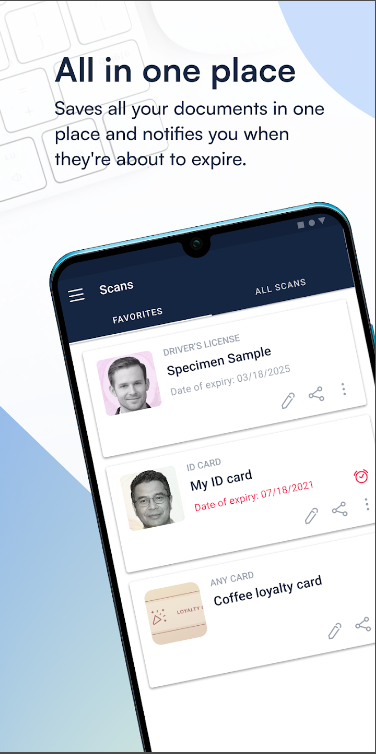 All in one place
Saves all your documents in one
place and notifies you when
they're about to expire.
Scans
FAVORITES
ALL SCANS
DRIVER'S LICENSE
Specimen Sample
Date of expiry: 03/18/2025
ID CARD
My ID card
Date of expiry: 07/18/2021
ANY CARD
Coffee loyalty card
LOYALTY